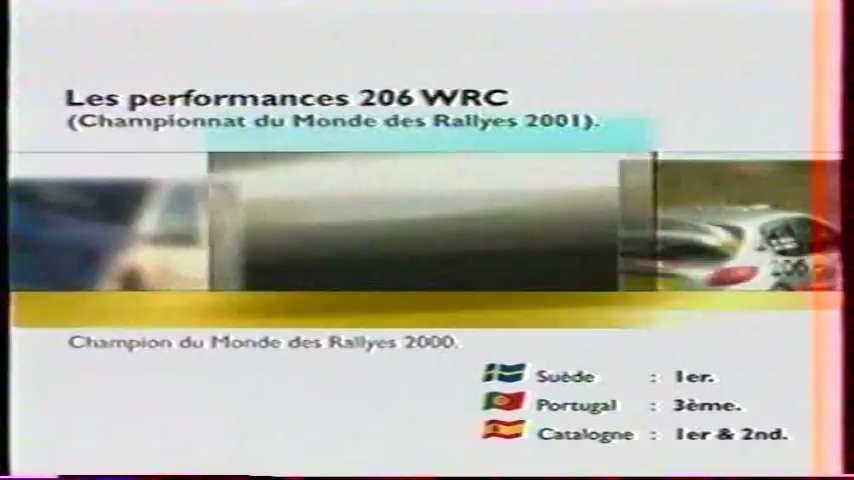 Les performances 206 WRC
(Championnat du Monde des Rallyes 2001).
206
Champion du Monde des Rallyes 2000.
Suède : 1er.
Portugal : 3ème.
Catalogne : 1er & 2nd.